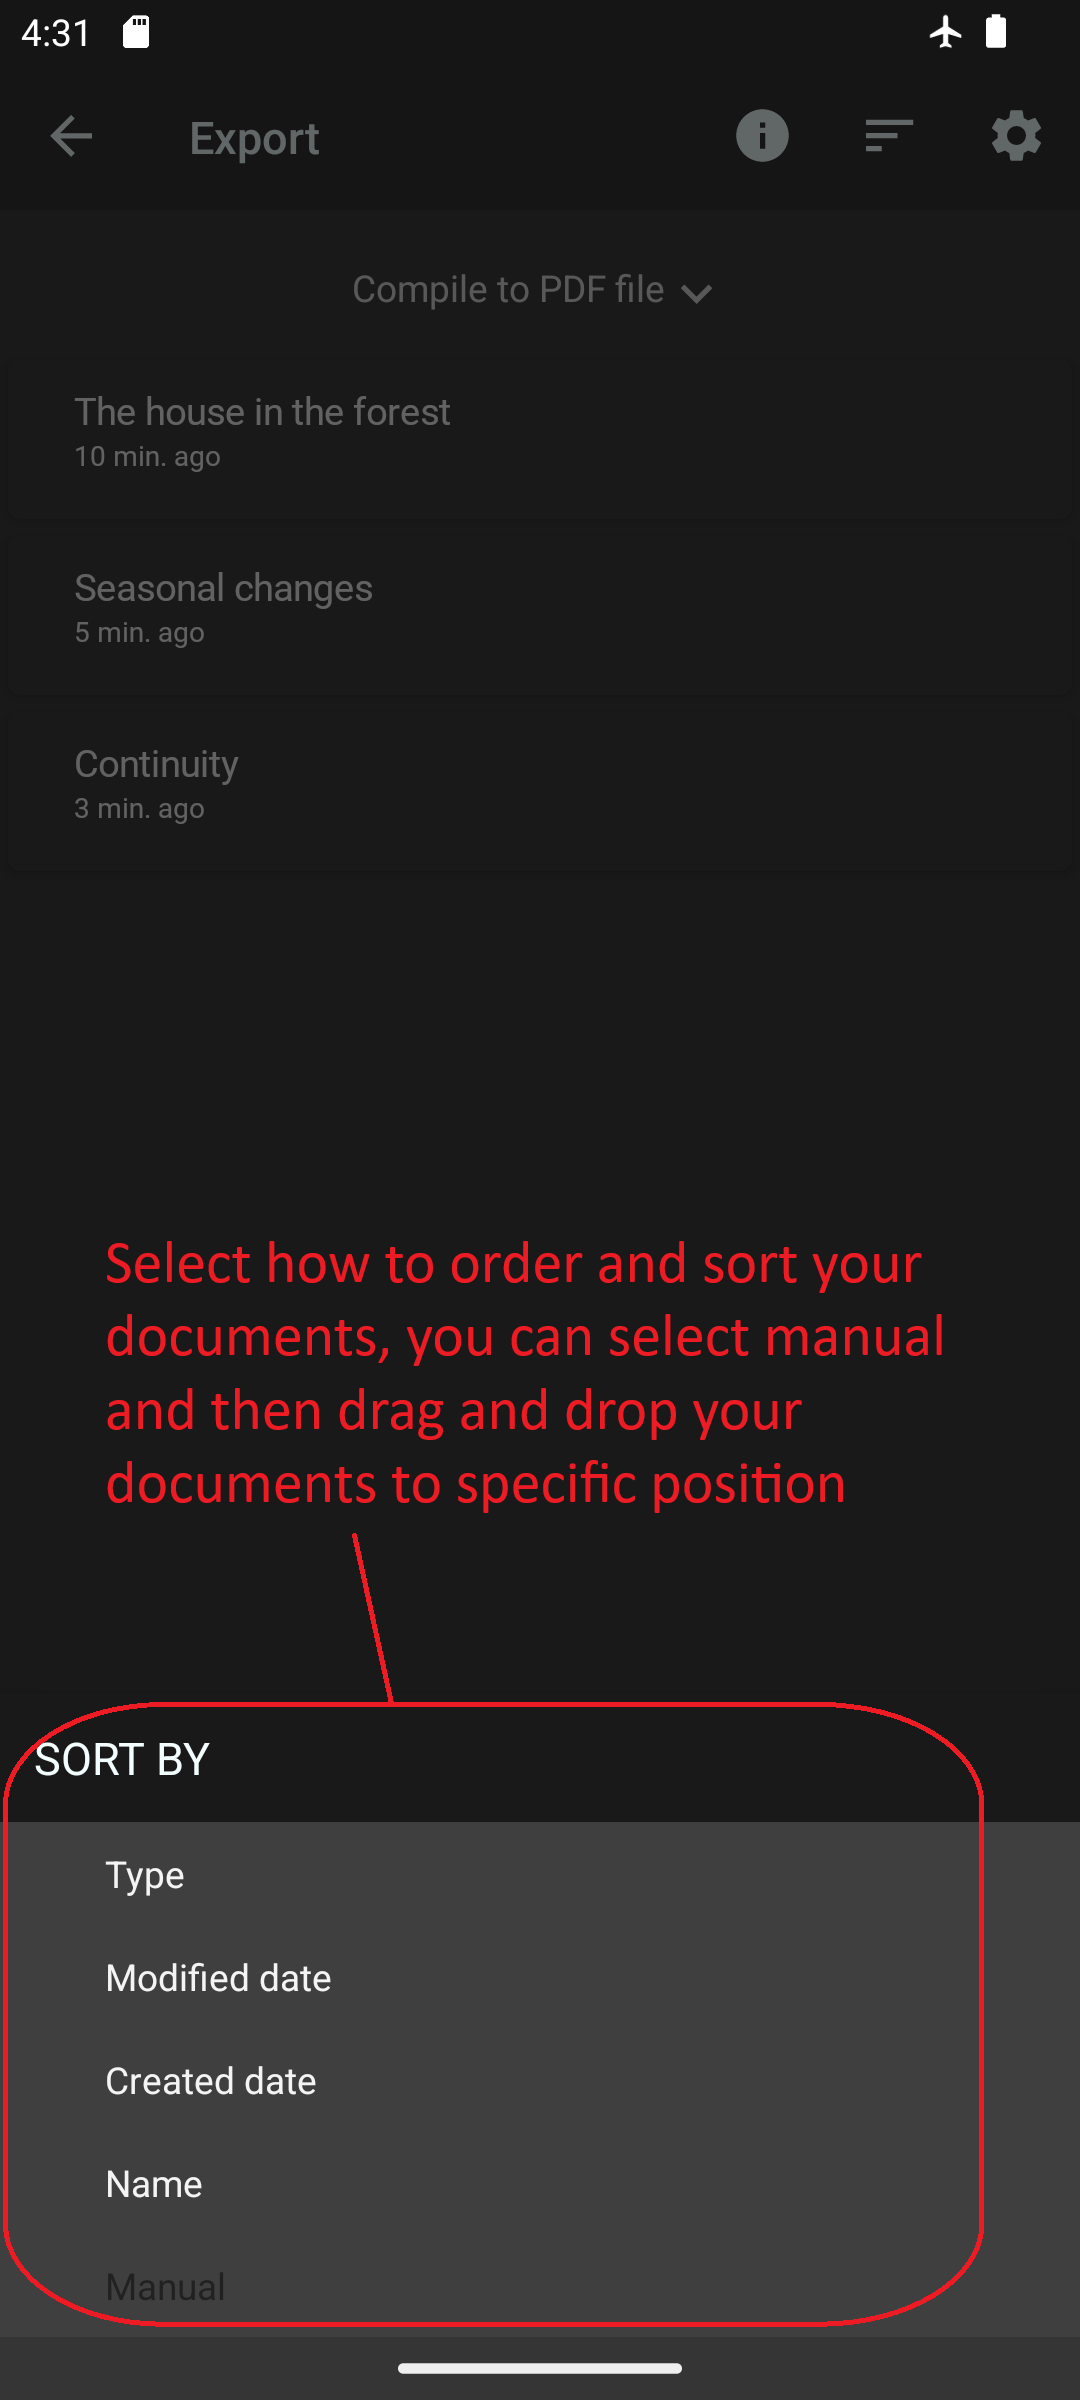 4:31
Export
Compile to PDF file
The house in the forest
10 min. ago
Seasonal changes
5 min. ago
Continuity
3 min. ago
Select how to order and sort your
documents, you can select manual
and then drag and drop your
documents to specific position
SORT BY
Type
Modified date
Created date
Name
Manual